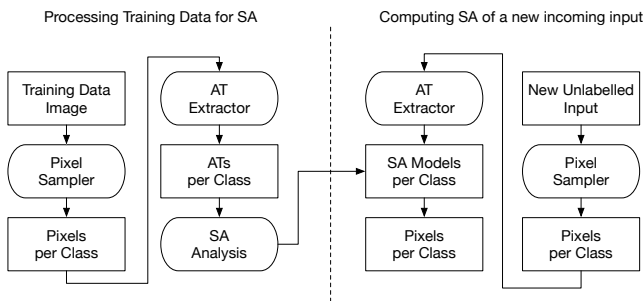 Processing Training Data for SA
Computing SA of a new incoming input
Training Data
Image
Pixel
Sampler
Pixels
per Class
AT
Extractor
ATs
per Class
SA
Analysis
AT
Extractor
SA Models
per Class
Pixels
per Class
New Unlabelled
Input
Pixel
Sampler
Pixels
per Class